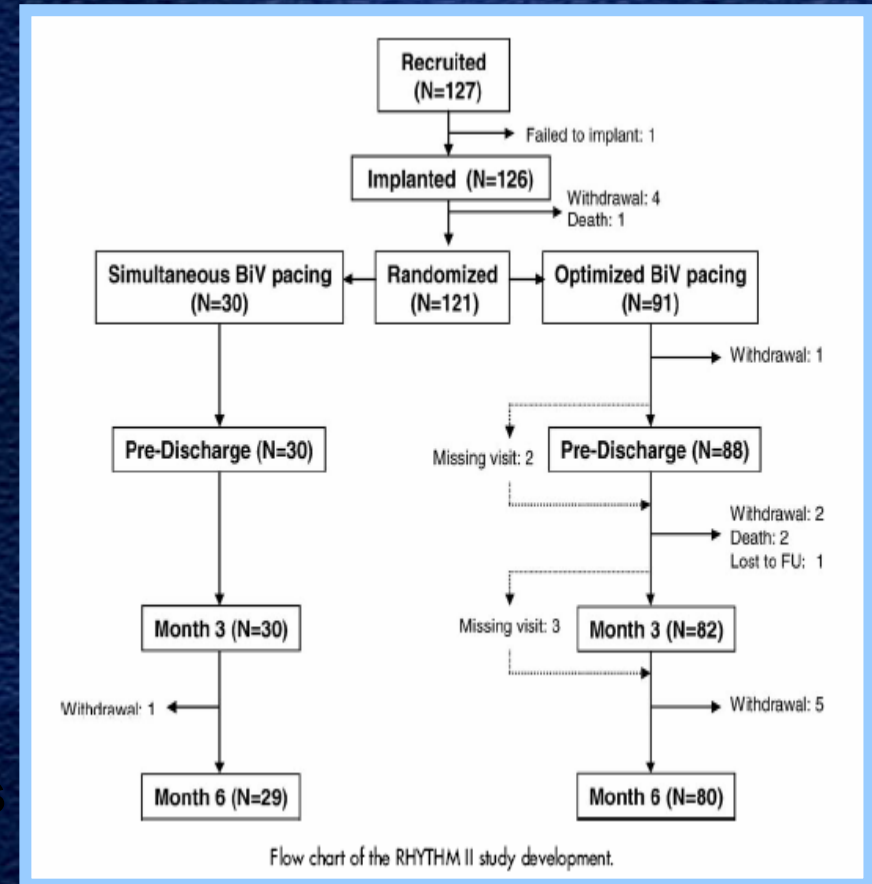 Recruited
(N=127)
Failed to implant: 1
Implanted (N=126)
Withdrawal: 4
Death: 1
Simultaneous BiV pacing
(N=30)
Randomized
(N=121)
Optimized BiV pacing
(N=91)
Withdrawal: 1
Pre-Discharge (N=30)
Missing visit: 2
Pre-Discharge (N=88)
Withdrawal: 2
Death: 2
Lost to FU: 1
Month 3 (N=30)
Missing visit: 3
Month 3 (N=82)
Withdrawal: 1
Withdrawal: 5
Month 6 (N=29)
Month 6 (N=80)
Flow chart of the RHYTHM II study development.